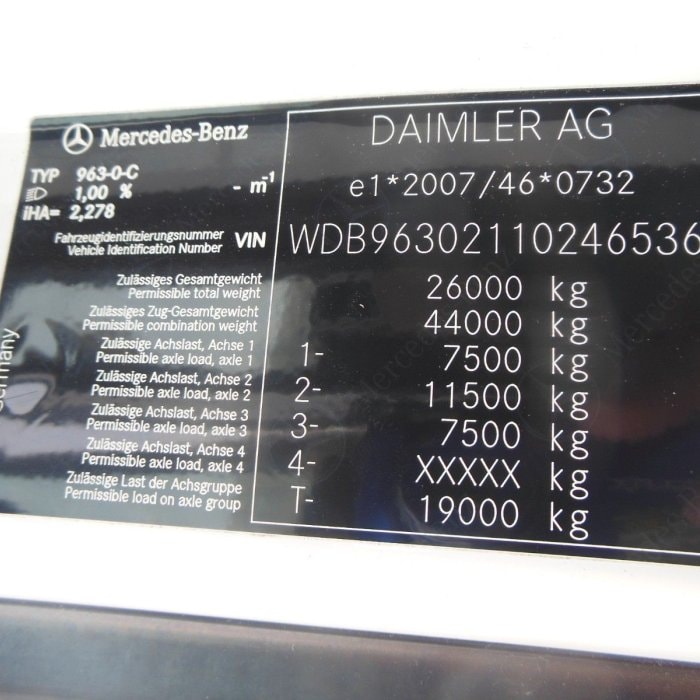 Mercedes-Benz
TYP 963-0-C
1,00 % - m-1
iHA= 2,278
DAIMLER AG
e1*2007/46*0732
Fahrzeugidentifizierungsnummer
Vehicle Identification Number VIN WDB96302110246536
Zulässiges Gesamtgewicht
Permissible total weight 26000 kg
Zulässiges Zug-Gesamtgewicht
Permissible combination weight 44000 kg
Zulässige Achslast, Achse 1
Permissible axle load, axle 1 1- 7500 kg
Zulässige Achslast, Achse 2
Permissible axle load, axle 2 2- 11500 kg
Zulässige Achslast, Achse 3
Permissible axle load, axle 3 3- 7500 kg
Zulässige Achslast, Achse 4
Permissible axle load, axle 4 4- XXXXX kg
Zulässige Last der Achsgruppe
Permissible load on axle group T- 19000 kg